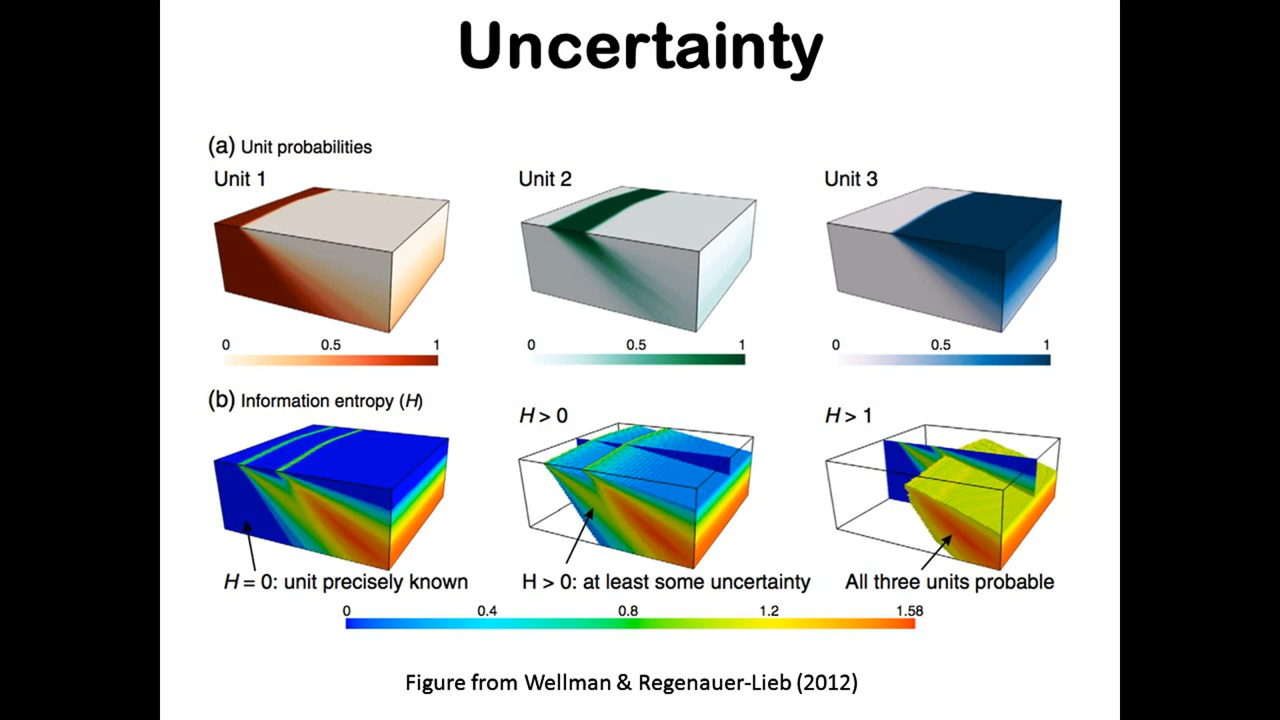 Uncertainty
(a) Unit probabilities
Unit 1
Unit 2
Unit 3
0 0.5 1
0 0.5 1
0 0.5 1
(b) Information entropy (H)
H > 0
H > 1
H = 0: unit precisely known
H > 0: at least some uncertainty
All three units probable
0 0.4 0.8 1.2 1.58
Figure from Wellman & Regenauer-Lieb (2012)